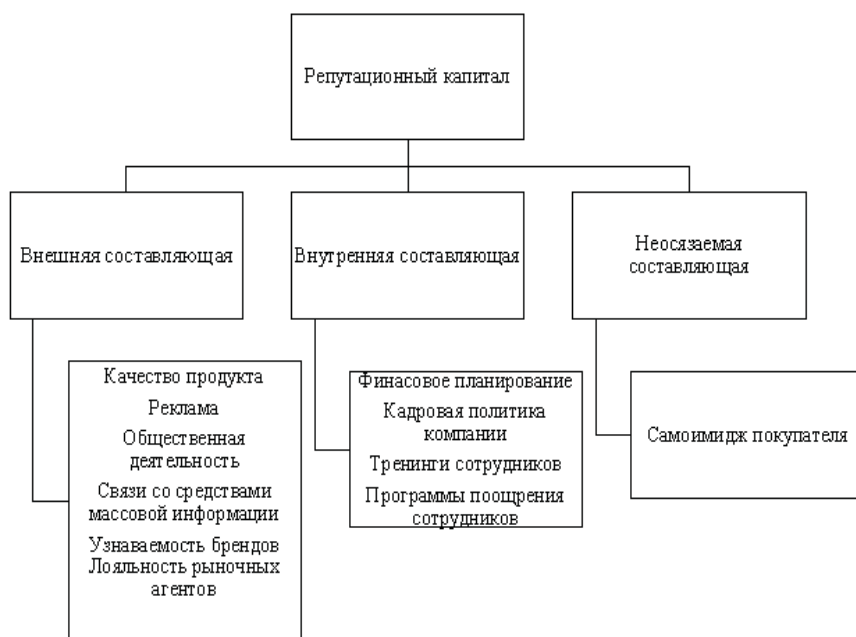 Репутационный капитал
Внешняя составляющая
Внутренняя составляющая
Неосязаемая
составляющая
Качество продукта
Реклама
Общественная
деятельность
Связи со средствами
массовой информации
Узнаваемость брендов
Лояльность рыночных
агентов
Финасовое планирование
Кадровая политика
компании
Тренинги сотрудников
Программы поощрения
сотрудников
Самоимидж покупателя